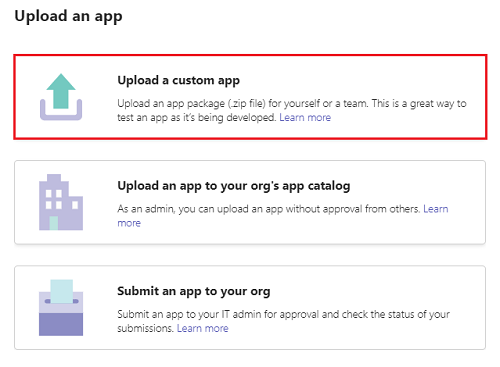 Upload an app
Upload a custom app
Upload an app package (.zip file) for yourself or a team. This is a great way to
test an app as it's being developed. Learn more
Upload an app to your org's app catalog
As an admin, you can upload an app without approval from others. Learn
more
Submit an app to your org
Submit an app to your IT admin for approval and check the status of your
submissions. Learn more